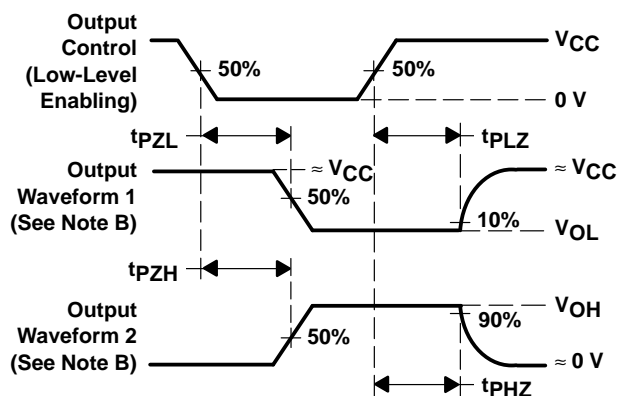 Output
Control
(Low-Level
Enabling)
50%
50%
VCC
0 V
tPZL
tPLZ
Output
Waveform 1
(See Note B)
≈ VCC
50%
≈ VCC
10%
VOL
tPZH
Output
Waveform 2
(See Note B)
50%
VOH
90%
≈ 0 V
tPHZ